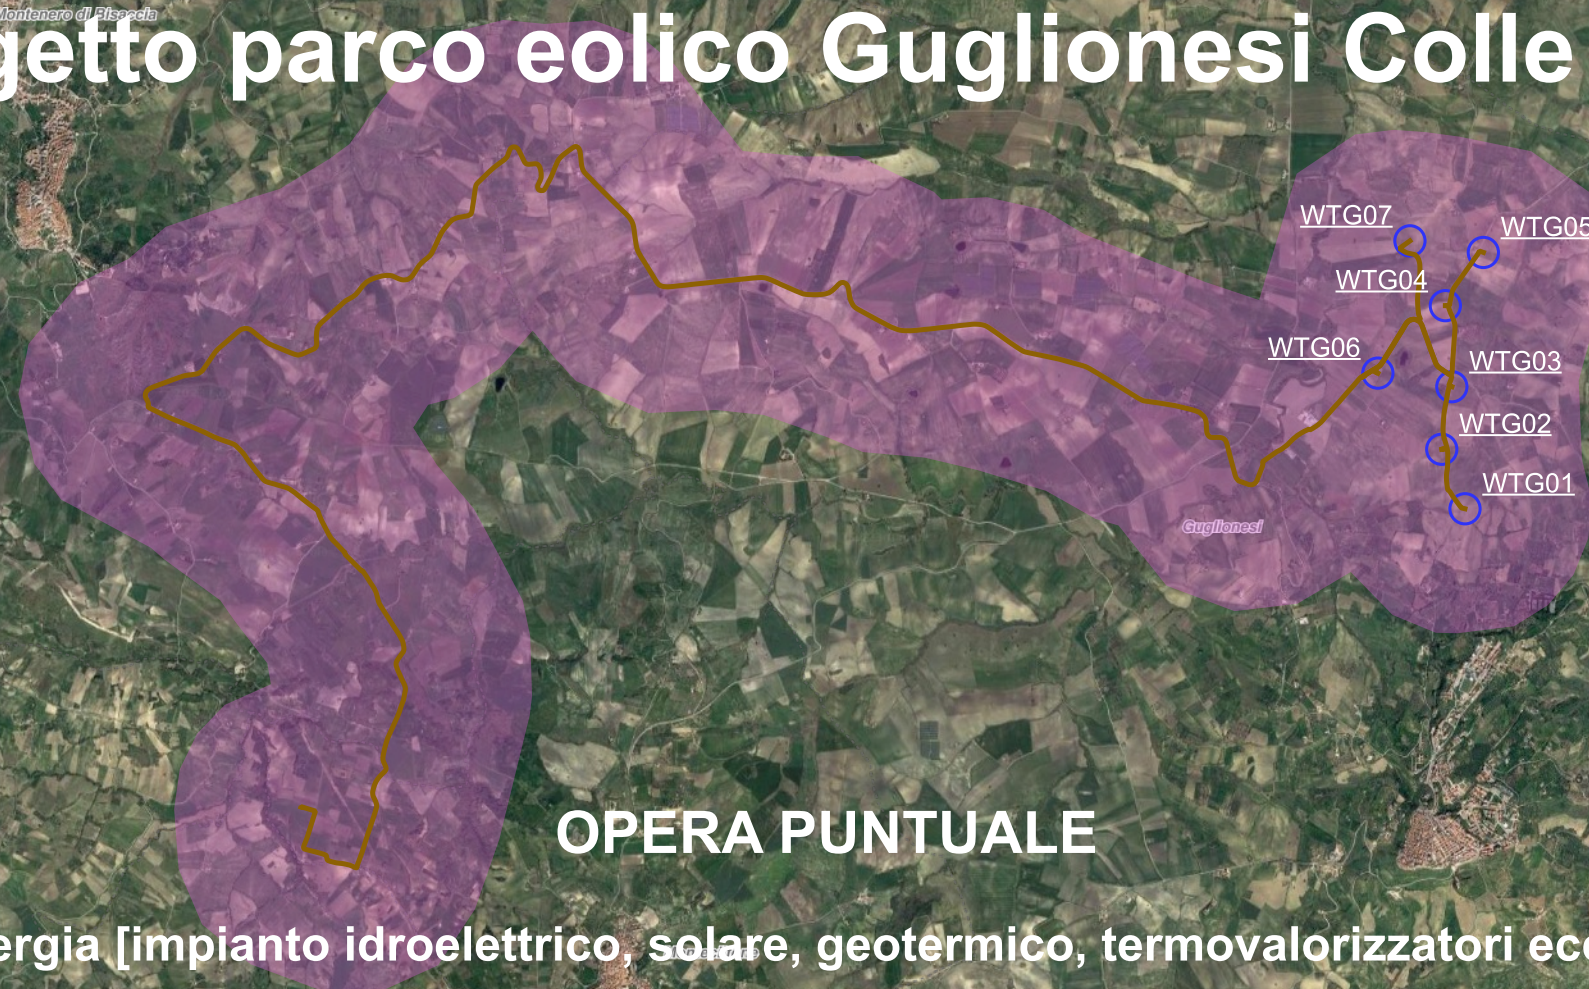 Montenero di Bisaccia
getto parco eolico Guglionesi Colle
WTG07
WTG05
WTG04
WTG06
WTG03
WTG02
WTG01
Guglionesi
OPERA PUNTUALE
ergia [impianto idroelettrico, solare, geotermico, termovalorizzatori ecc